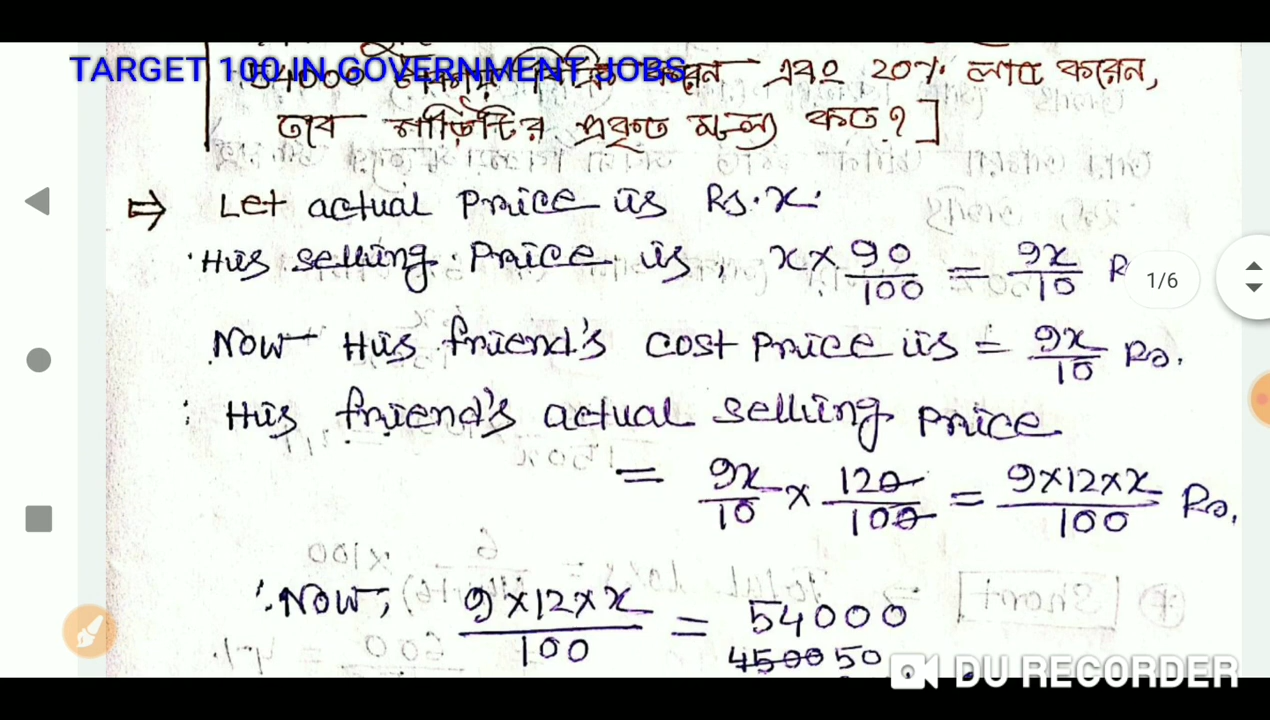 TARGET 100 IN GOVERNMENT JOBS
54000 করেন এবং 20% লাভ করেন,
তবে গাড়িটির প্রকৃত মূল্য কত?]
⇒ Let actual Price is Rs. x.
His selling Price is, x × 90/100 = 9x/10 R
1/6
Now His friend's cost Price is = 9x/10 Rs.
: His friend's actual selling Price
= 9x/10 × 120/100 = 9×12×x/100 Rs.
∴ Now, 9×12×x/100 = 54000
4500 50
DU RECORDER